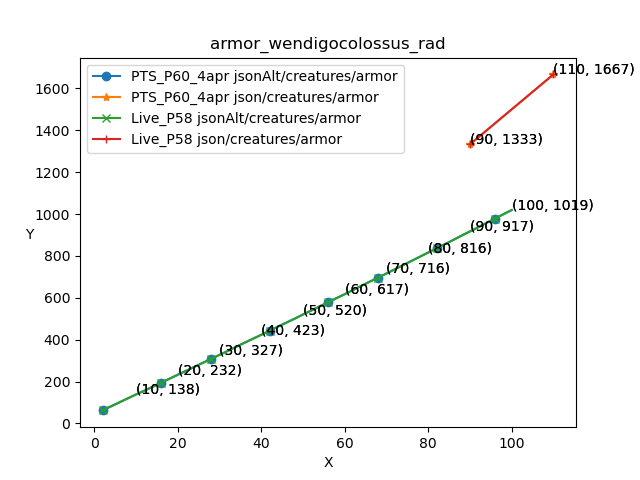 armor_wendigocolossus_rad
PTS_P60_4apr jsonAlt/creatures/armor
PTS_P60_4apr json/creatures/armor
Live_P58 jsonAlt/creatures/armor
Live_P58 json/creatures/armor
(110, 1667)
(90, 1333)
(100, 1019)
(90, 917)
(80, 816)
(70, 716)
(60, 617)
(50, 520)
(40, 423)
(30, 327)
(20, 232)
(10, 138)
Y
1600
1400
1200
1000
800
600
400
200
0
0 20 40 60 80 100
X